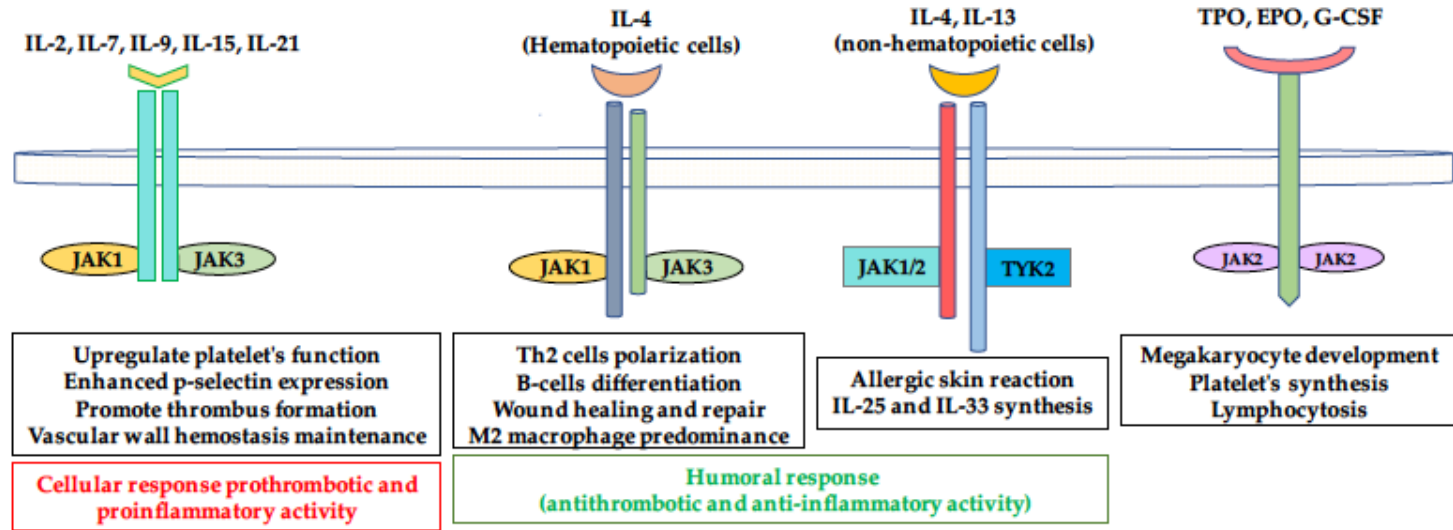 IL-2, IL-7, IL-9, IL-15, IL-21
JAK1
JAK3
Upregulate platelet's function
Enhanced p-selectin expression
Promote thrombus formation
Vascular wall hemostasis maintenance
Cellular response prothrombotic and
proinflammatory activity
IL-4
(Hematopoietic cells)
JAK1
JAK3
Th2 cells polarization
B-cells differentiation
Wound healing and repair
M2 macrophage predominance
IL-4, IL-13
(non-hematopoietic cells)
JAK1/2
TYK2
Allergic skin reaction
IL-25 and IL-33 synthesis
Humoral response
(antithrombotic and anti-inflammatory activity)
TPO, EPO, G-CSF
JAK2
JAK2
Megakaryocyte development
Platelet's synthesis
Lymphocytosis